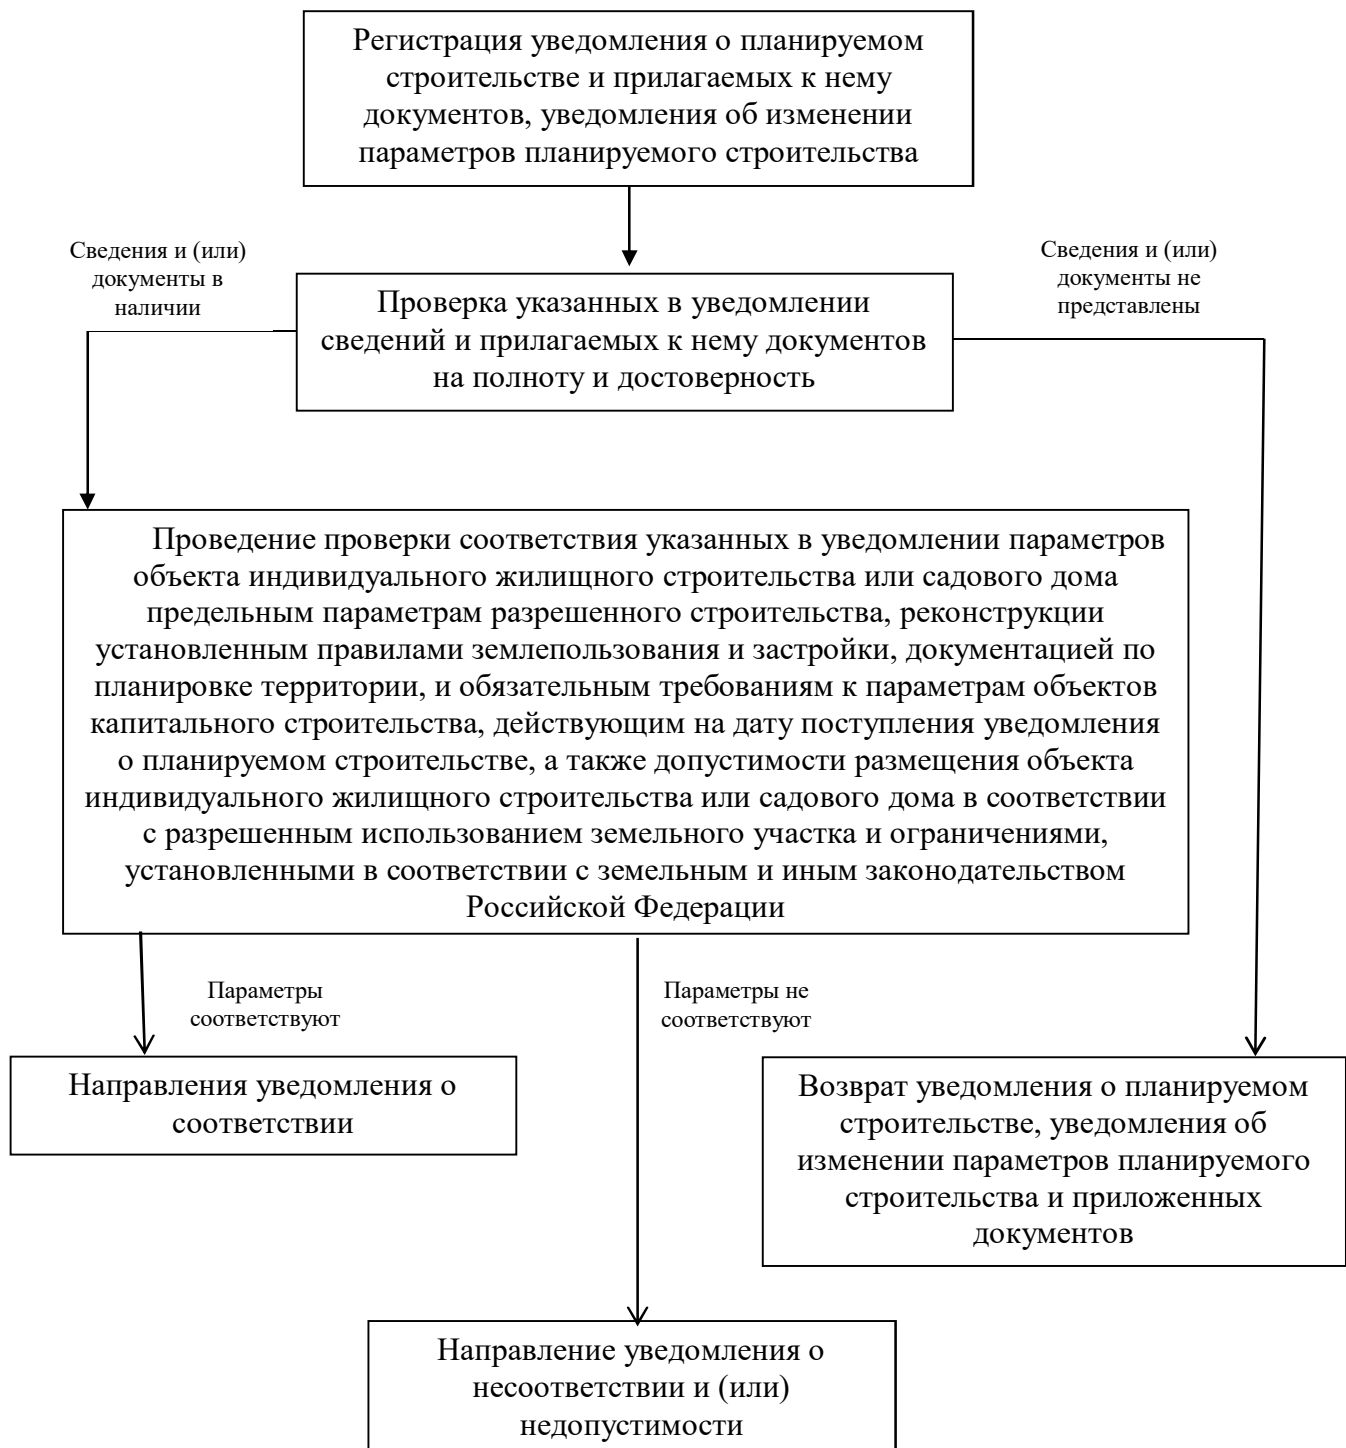 Регистрация уведомления о планируемом
строительстве и прилагаемых к нему
документов, уведомления об изменении
параметров планируемого строительства
Сведения и (или)
документы в
наличии
Сведения и (или)
документы не
представлены
Проверка указанных в уведомлении
сведений и прилагаемых к нему документов
на полноту и достоверность
Проведение проверки соответствия указанных в уведомлении параметров
объекта индивидуального жилищного строительства или садового дома
предельным параметрам разрешенного строительства, реконструкции
установленным правилами землепользования и застройки, документацией по
планировке территории, и обязательным требованиям к параметрам объектов
капитального строительства, действующим на дату поступления уведомления
о планируемом строительстве, а также допустимости размещения объекта
индивидуального жилищного строительства или садового дома в соответствии
с разрешенным использованием земельного участка и ограничениями,
установленными в соответствии с земельным и иным законодательством
Российской Федерации
Параметры
соответствуют
Параметры не
соответствуют
Направления уведомления о
соответствии
Возврат уведомления о планируемом
строительстве, уведомления об
изменении параметров планируемого
строительства и приложенных
документов
Направление уведомления о
несоответствии и (или)
недопустимости